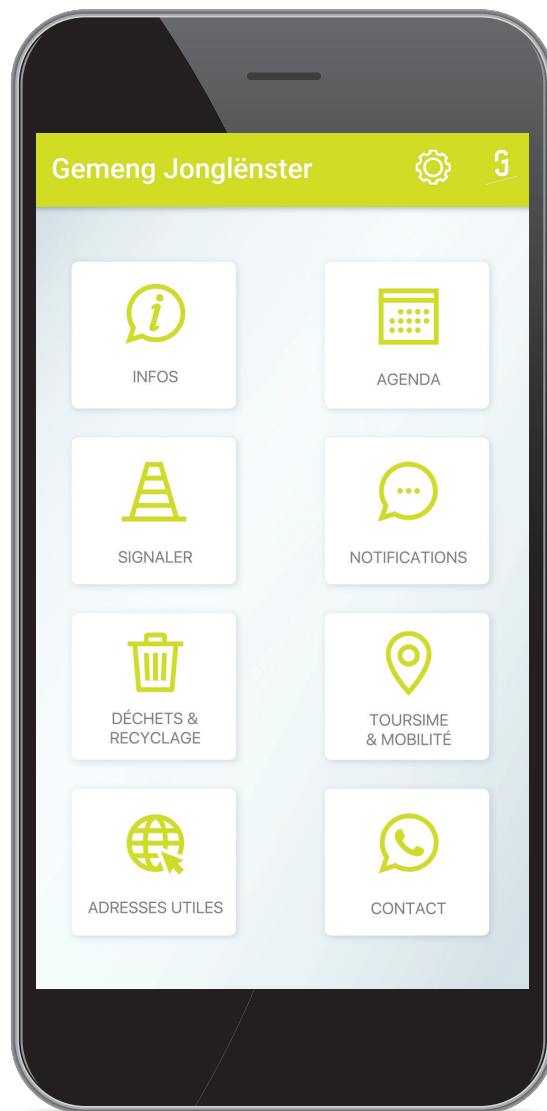 Gemeng Jonglënster
INFOS
AGENDA
SIGNALER
NOTIFICATIONS
DÉCHETS &
RECYCLAGE
TOURSIME
& MOBILITÉ
ADRESSES UTILES
CONTACT